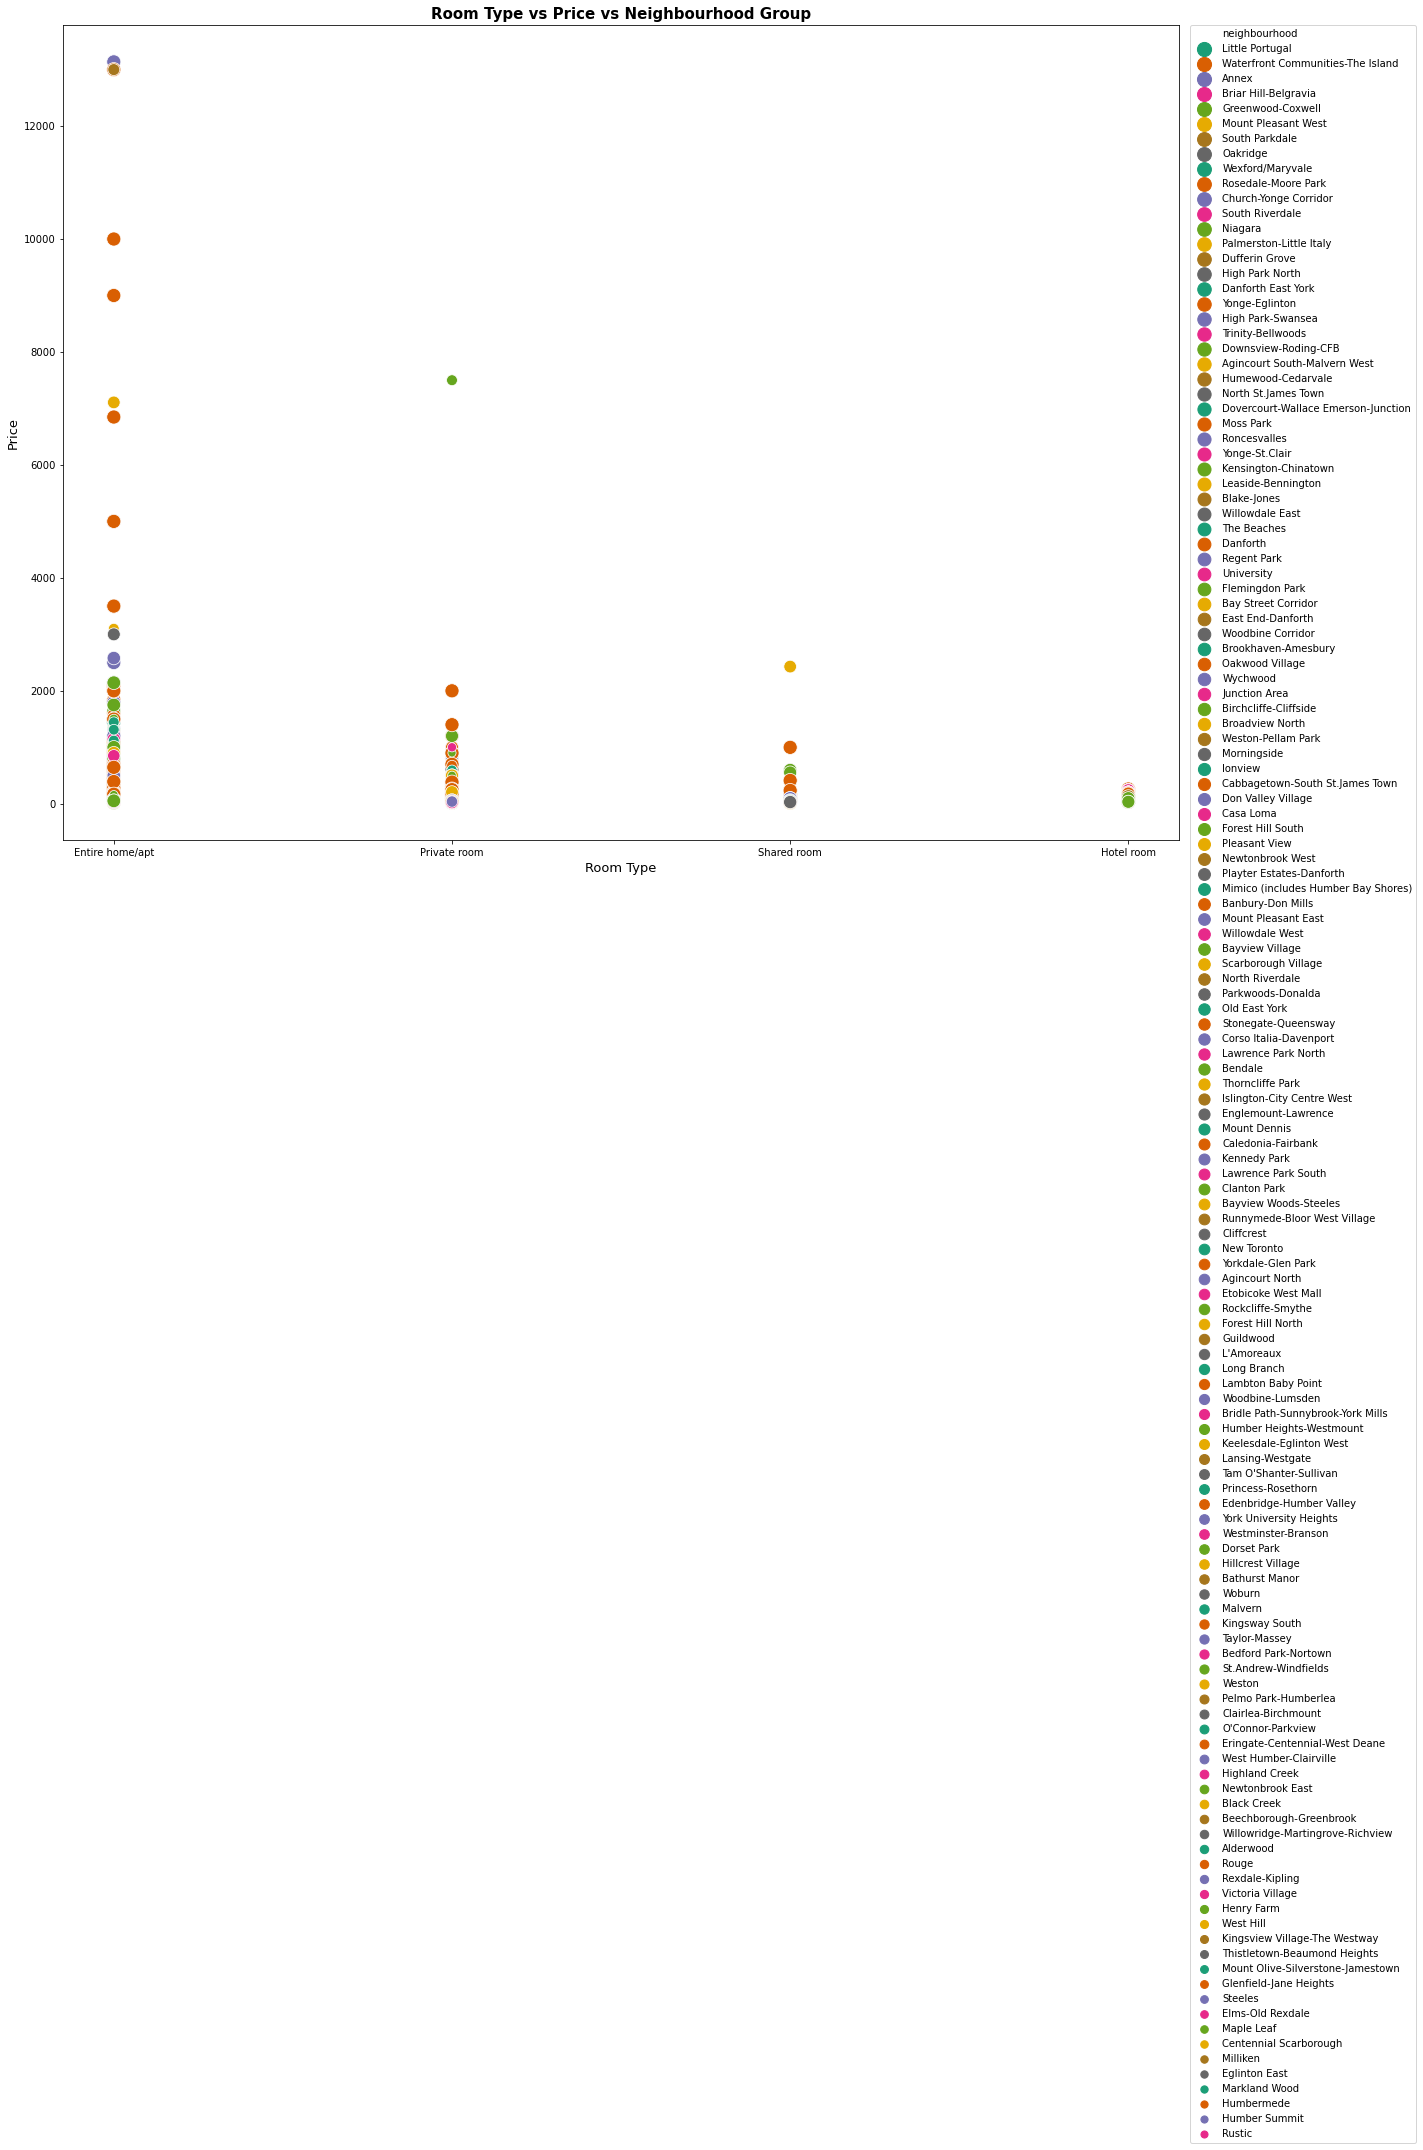 Room Type vs Price vs Neighbourhood Group
12000
10000
8000
6000
4000
2000
0
Price
Entire home/apt
Private room
Shared room
Hotel room
Room Type
neighbourhood
Little Portugal
Waterfront Communities-The Island
Annex
Briar Hill-Belgravia
Greenwood-Coxwell
Mount Pleasant West
South Parkdale
Oakridge
Wexford/Maryvale
Rosedale-Moore Park
Church-Yonge Corridor
South Riverdale
Niagara
Palmerston-Little Italy
Dufferin Grove
High Park North
Danforth East York
Yonge-Eglinton
High Park-Swansea
Trinity-Bellwoods
Downsview-Roding-CFB
Agincourt South-Malvern West
Humewood-Cedarvale
North St.James Town
Dovercourt-Wallace Emerson-Junction
Moss Park
Roncesvalles
Yonge-St.Clair
Kensington-Chinatown
Leaside-Bennington
Blake-Jones
Willowdale East
The Beaches
Danforth
Regent Park
University
Flemingdon Park
Bay Street Corridor
East End-Danforth
Woodbine Corridor
Brookhaven-Amesbury
Oakwood Village
Wychwood
Junction Area
Birchcliffe-Cliffside
Broadview North
Weston-Pellam Park
Morningside
Ionview
Cabbagetown-South St.James Town
Don Valley Village
Casa Loma
Forest Hill South
Pleasant View
Newtonbrook West
Playter Estates-Danforth
Mimico (includes Humber Bay Shores)
Banbury-Don Mills
Mount Pleasant East
Willowdale West
Bayview Village
Scarborough Village
North Riverdale
Parkwoods-Donalda
Old East York
Stonegate-Queensway
Corso Italia-Davenport
Lawrence Park North
Bendale
Thorncliffe Park
Islington-City Centre West
Englemount-Lawrence
Mount Dennis
Caledonia-Fairbank
Kennedy Park
Lawrence Park South
Clanton Park
Bayview Woods-Steeles
Runnymede-Bloor West Village
Cliffcrest
New Toronto
Yorkdale-Glen Park
Agincourt North
Etobicoke West Mall
Rockcliffe-Smythe
Forest Hill North
Guildwood
L'Amoreaux
Long Branch
Lambton Baby Point
Woodbine-Lumsden
Bridle Path-Sunnybrook-York Mills
Humber Heights-Westmount
Keelesdale-Eglinton West
Lansing-Westgate
Tam O'Shanter-Sullivan
Princess-Rosethorn
Edenbridge-Humber Valley
York University Heights
Westminster-Branson
Dorset Park
Hillcrest Village
Bathurst Manor
Woburn
Malvern
Kingsway South
Taylor-Massey
Bedford Park-Nortown
St.Andrew-Windfields
Weston
Pelmo Park-Humberlea
Clairlea-Birchmount
O'Connor-Parkview
Eringate-Centennial-West Deane
West Humber-Clairville
Highland Creek
Newtonbrook East
Black Creek
Beechborough-Greenbrook
Willowridge-Martingrove-Richview
Alderwood
Rouge
Rexdale-Kipling
Victoria Village
Henry Farm
West Hill
Kingsview Village-The Westway
Thistletown-Beaumond Heights
Mount Olive-Silverstone-Jamestown
Glenfield-Jane Heights
Steeles
Elms-Old Rexdale
Maple Leaf
Centennial Scarborough
Milliken
Eglinton East
Markland Wood
Humbermede
Humber Summit
Rustic